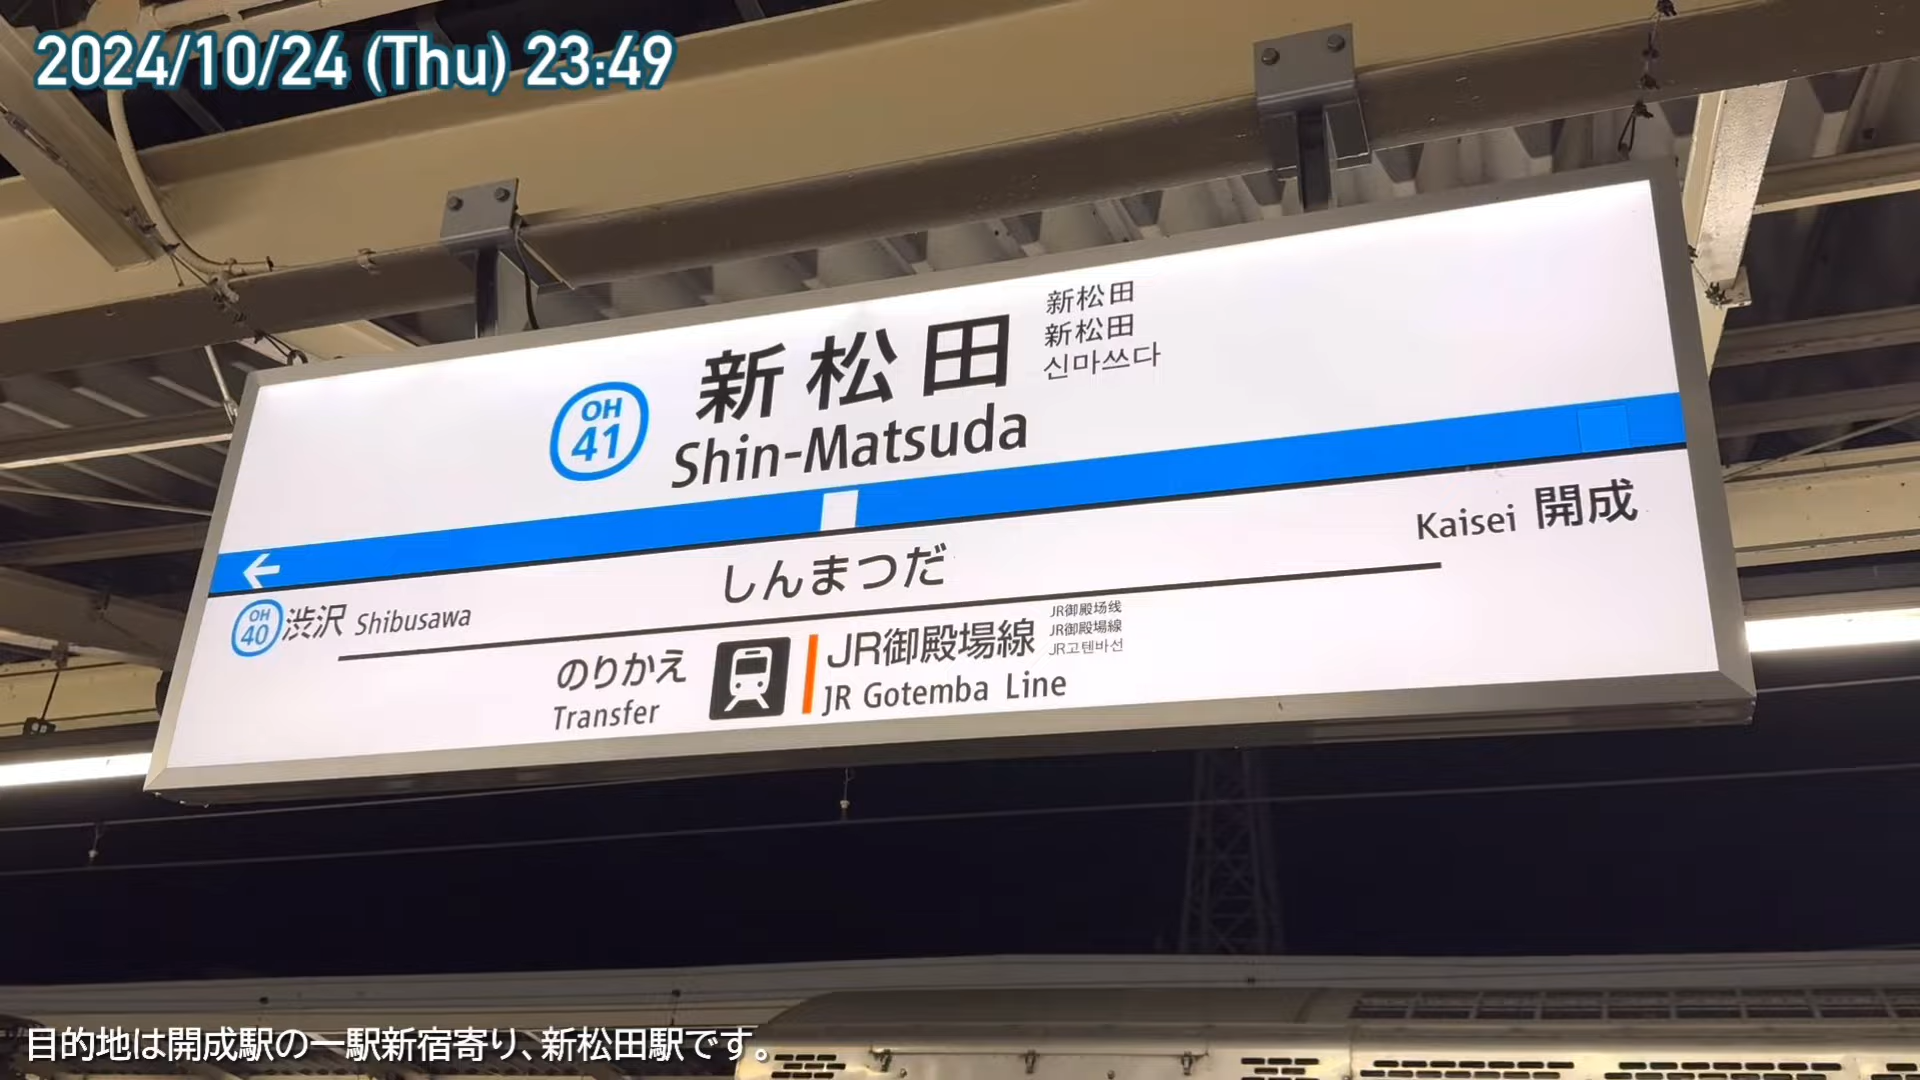 2024/10/24 (Thu) 23:49
新松田
新松田
신마쓰다
OH
41
新松田
Shin-Matsuda
Kaisei 開成
しんまつだ
OH
40
渋沢 Shibusawa
のりかえ
Transfer
JR御殿場線
JR Gotemba Line
JR御殿场线
JR御殿場線
JR고텐바선
目的地は開成駅の一駅新宿寄り、新松田駅です。